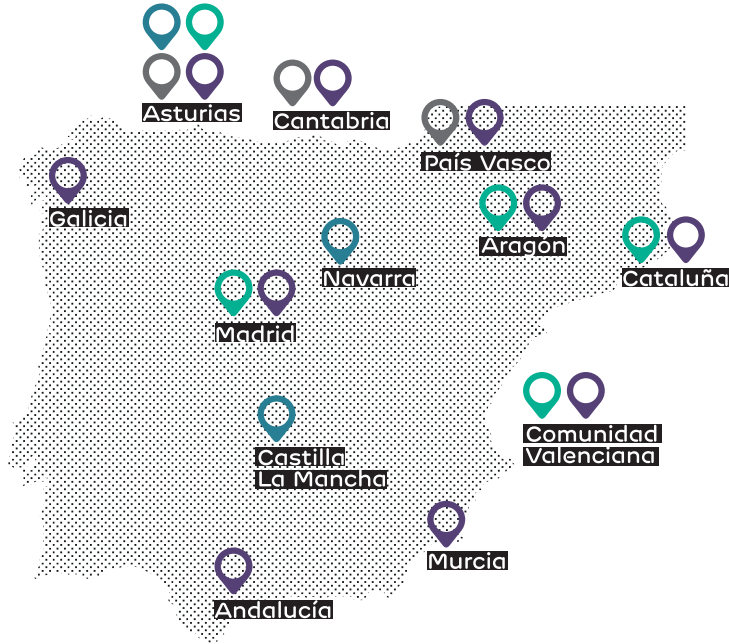 Asturias
Cantabria
País Vasco
Galicia
Aragón
Navarra
Cataluña
Madrid
Comunidad
Valenciana
Castilla
La Mancha
Murcia
Andalucía